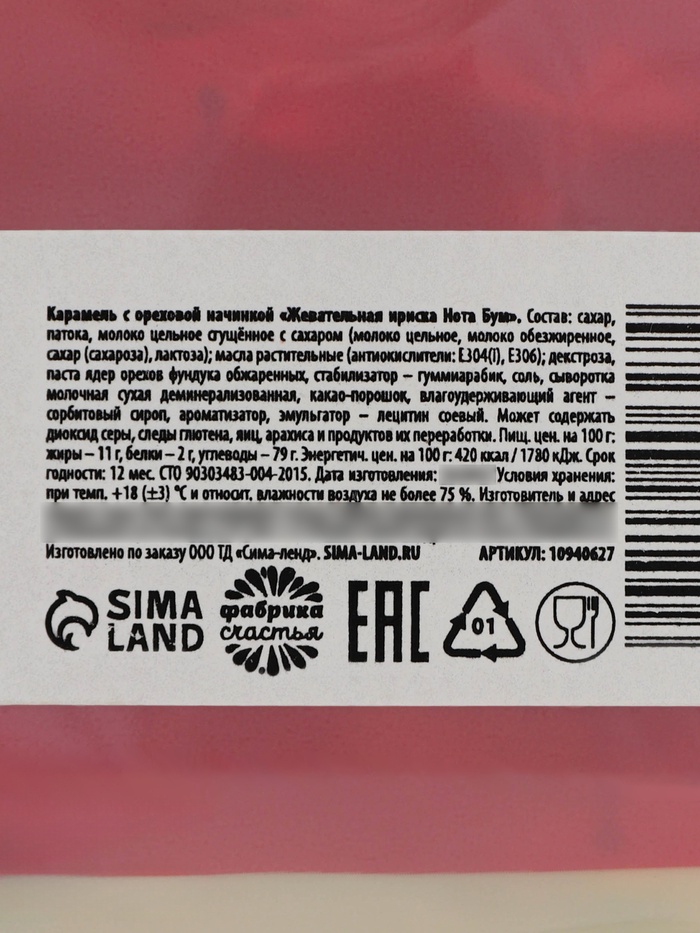 Карамель с ореховой начинкой «Жевательная ириска Нота Бум». Состав: сахар,
патока, молоко цельное сгущённое с сахаром (молоко цельное, молоко обезжиренное,
сахар (сахароза), лактоза); масла растительные (антиокислители: Е304(I), Е306); декстроза,
паста ядер орехов фундука обжаренных, стабилизатор – гуммиарабик, соль, сыворотка
молочная сухая деминерализованная, какао-порошок, влагоудерживающий агент –
сорбитовый сироп, ароматизатор, эмульгатор – лецитин соевый. Может содержать
диоксид серы, следы глютена, яиц, арахиса и продуктов их переработки. Пищ. цен. на 100 г:
жиры – 11 г, белки – 2 г, углеводы – 79 г. Энергетич. цен. на 100 г: 420 ккал / 1780 кДж. Срок
годности: 12 мес. СТО 90303483-004-2015. Дата изготовления: Условия хранения:
при темп. +18 (±3) °С и относит. влажности воздуха не более 75 %. Изготовитель и адрес
Изготовлено по заказу ООО ТД «Сима-ленд». SIMA-LAND.RU АРТИКУЛ: 10940627
SIMA LAND
фабрика счастья
EAC
01